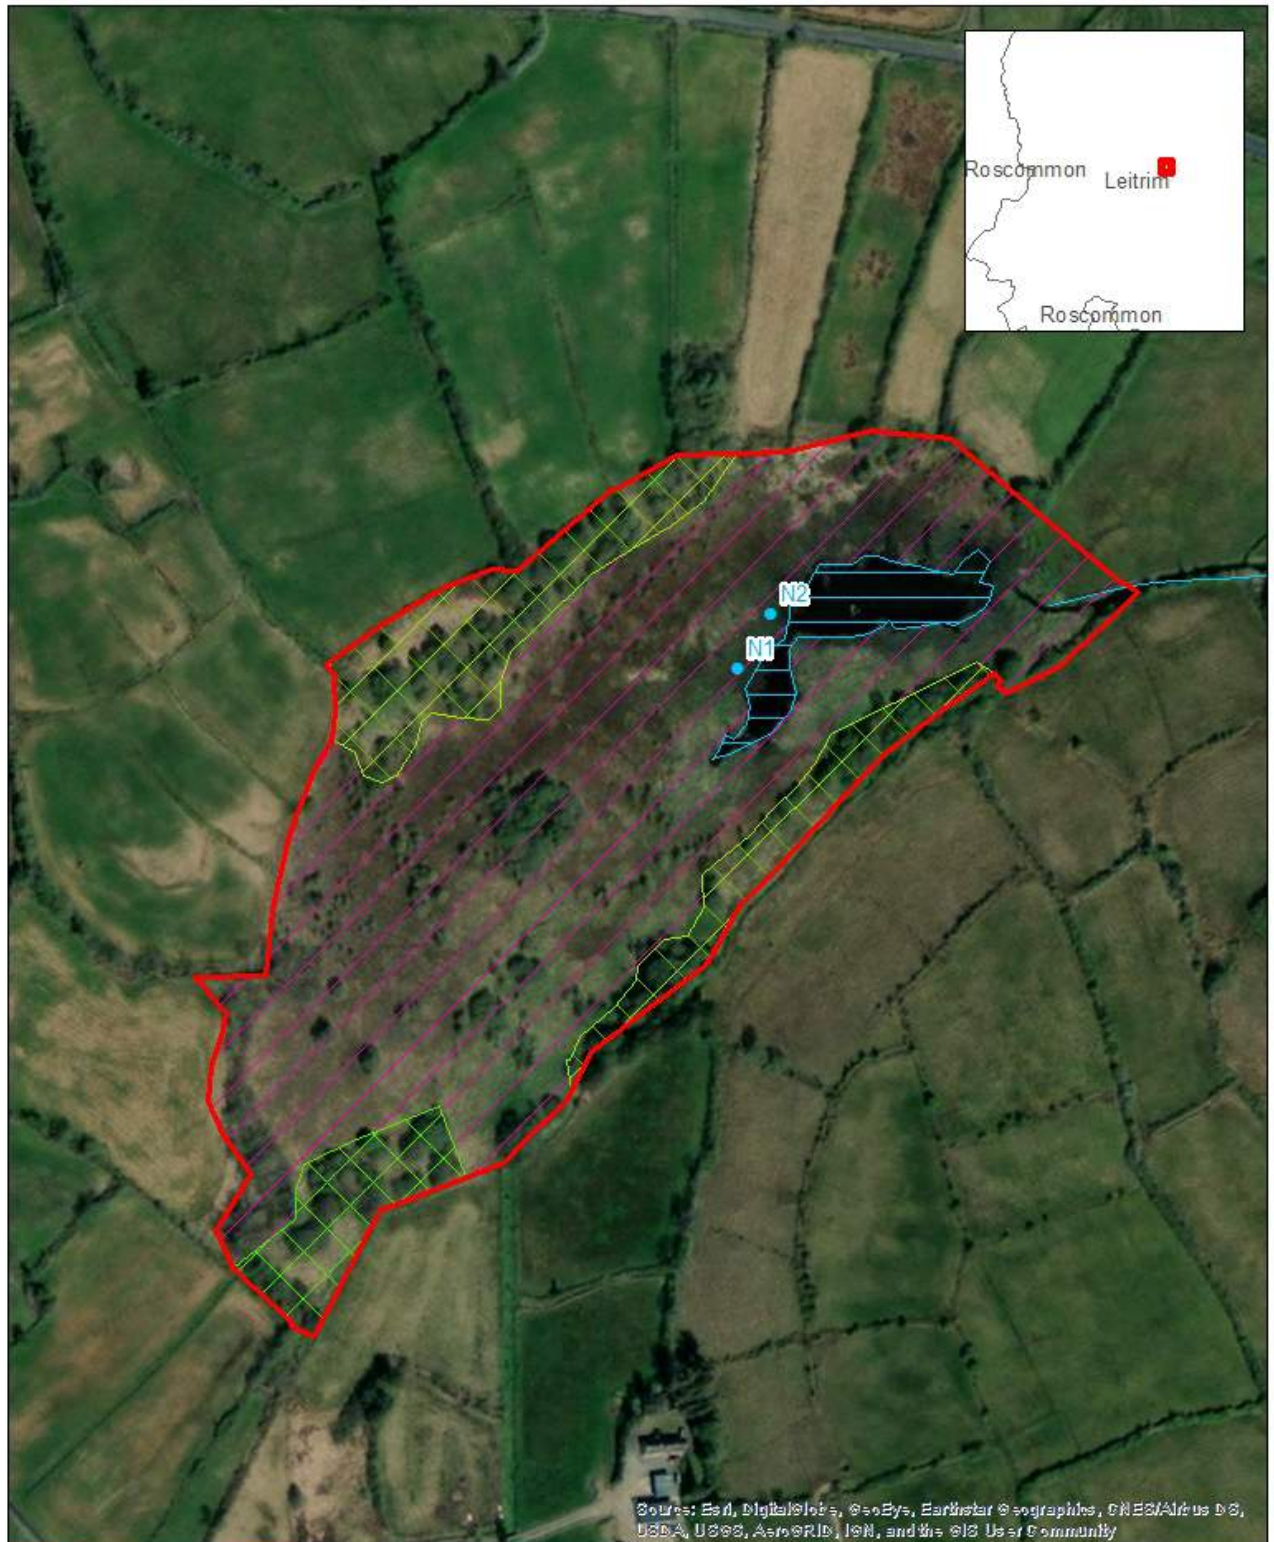 Roscommon
Leitrim
Roscommon
N2
N1
Source: Esri, DigitalGlobe, GeoEye, Earthstar Geographics, CNES/Airbus DS,
USDA, USGS, AeroGRID, IGN, and the GIS User Community